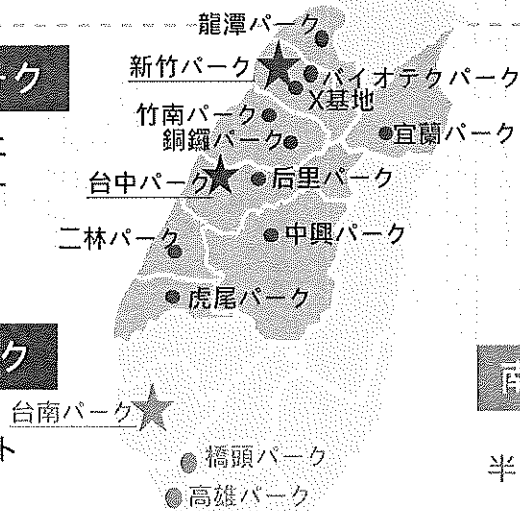 龍潭パーク
ーク
新竹パーク
バイオテクパーク
X基地
竹南パーク
銅鑼パーク
宜蘭パーク
台中パーク
后里パーク
二林パーク
中興パーク
虎尾パーク
ク
台南パーク
ト
橋頭パーク
半
高雄パーク